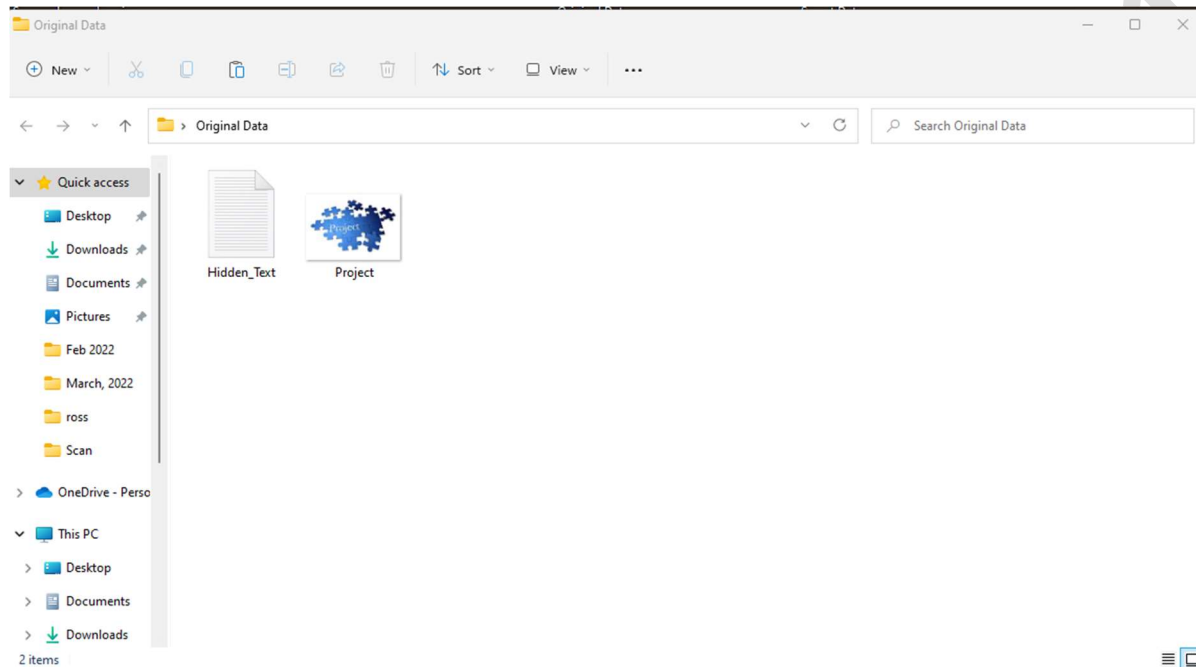 Original Data
New
Sort
View
Original Data
Search Original Data
Quick access
Desktop
Downloads
Documents
Pictures
Feb 2022
March, 2022
ross
Scan
OneDrive - Perso
This PC
Desktop
Documents
Downloads
Project
Hidden_Text
Project
2 items